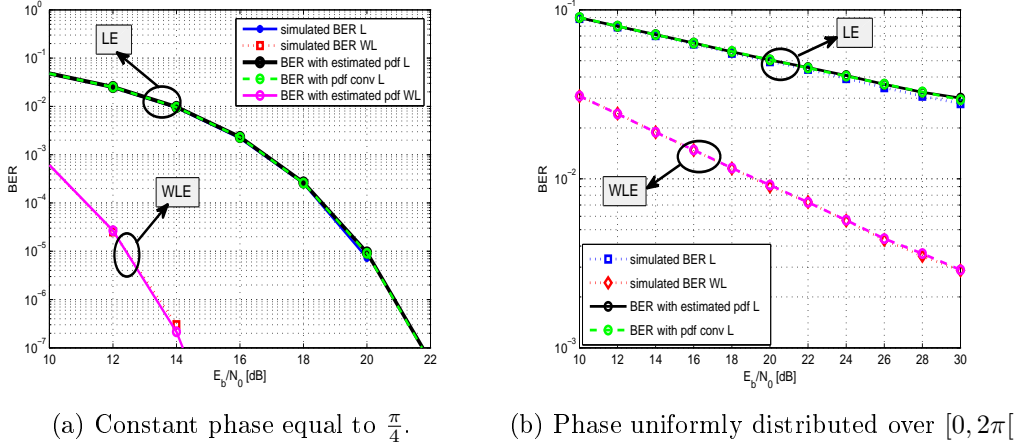 10^0
10^-1
10^-2
10^-3
10^-4
10^-5
10^-6
10^-7
BER
LE
WLE
simulated BER L
simulated BER WL
BER with estimated pdf L
BER with pdf conv L
BER with estimated pdf WL
10 12 14 16 18 20 22
E_b/N_0 [dB]
(a) Constant phase equal to π/4.
10^-1
10^-2
10^-3
BER
LE
WLE
simulated BER L
simulated BER WL
BER with estimated pdf L
BER with pdf conv L
10 12 14 16 18 20 22 24 26 28 30
E_b/N_0 [dB]
(b) Phase uniformly distributed over [0, 2π[